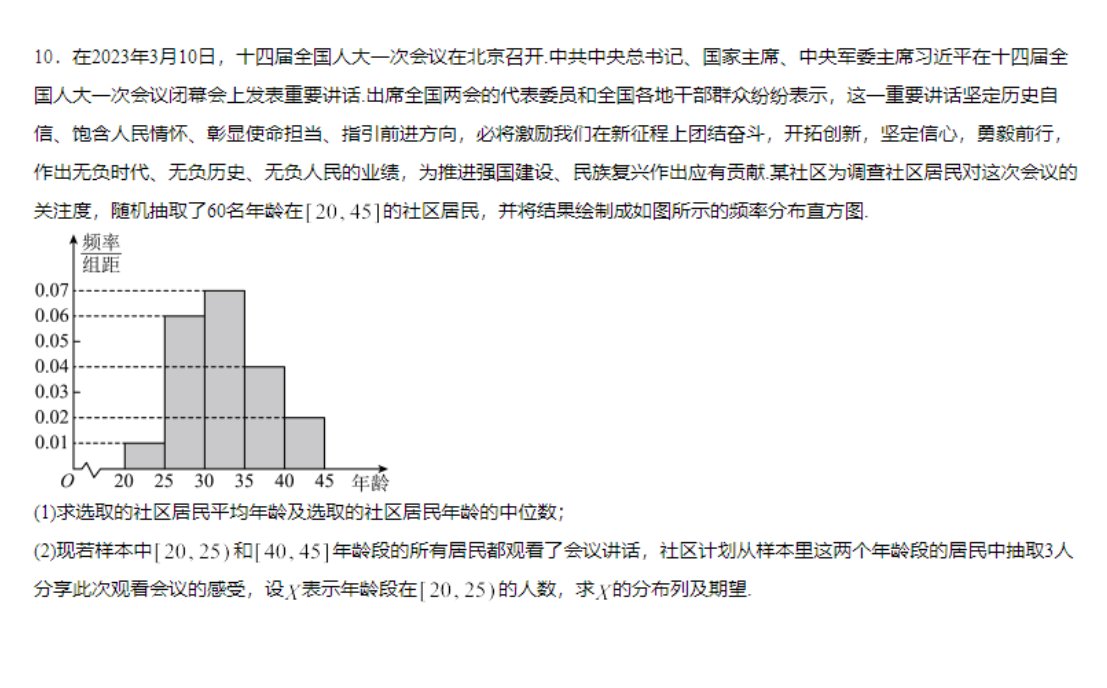 10．在2023年3月10日，十四届全国人大一次会议在北京召开.中共中央总书记、国家主席、中央军委主席习近平在十四届全
国人大一次会议闭幕会上发表重要讲话.出席全国两会的代表委员和全国各地干部群众纷纷表示，这一重要讲话坚定历史自
信、饱含人民情怀、彰显使命担当、指引前进方向，必将激励我们在新征程上团结奋斗，开拓创新，坚定信心，勇毅前行，
作出无负时代、无负历史、无负人民的业绩，为推进强国建设、民族复兴作出应有贡献.某社区为调查社区居民对这次会议的
关注度，随机抽取了60名年龄在[20,45]的社区居民，并将结果绘制成如图所示的频率分布直方图.
频率
组距
0.07
0.06
0.05
0.04
0.03
0.02
0.01
O 20 25 30 35 40 45 年龄
(1)求选取的社区居民平均年龄及选取的社区居民年龄的中位数；
(2)现若样本中[20,25)和[40,45]年龄段的所有居民都观看了会议讲话，社区计划从样本里这两个年龄段的居民中抽取3人
分享此次观看会议的感受，设X表示年龄段在[20,25)的人数，求X的分布列及期望.